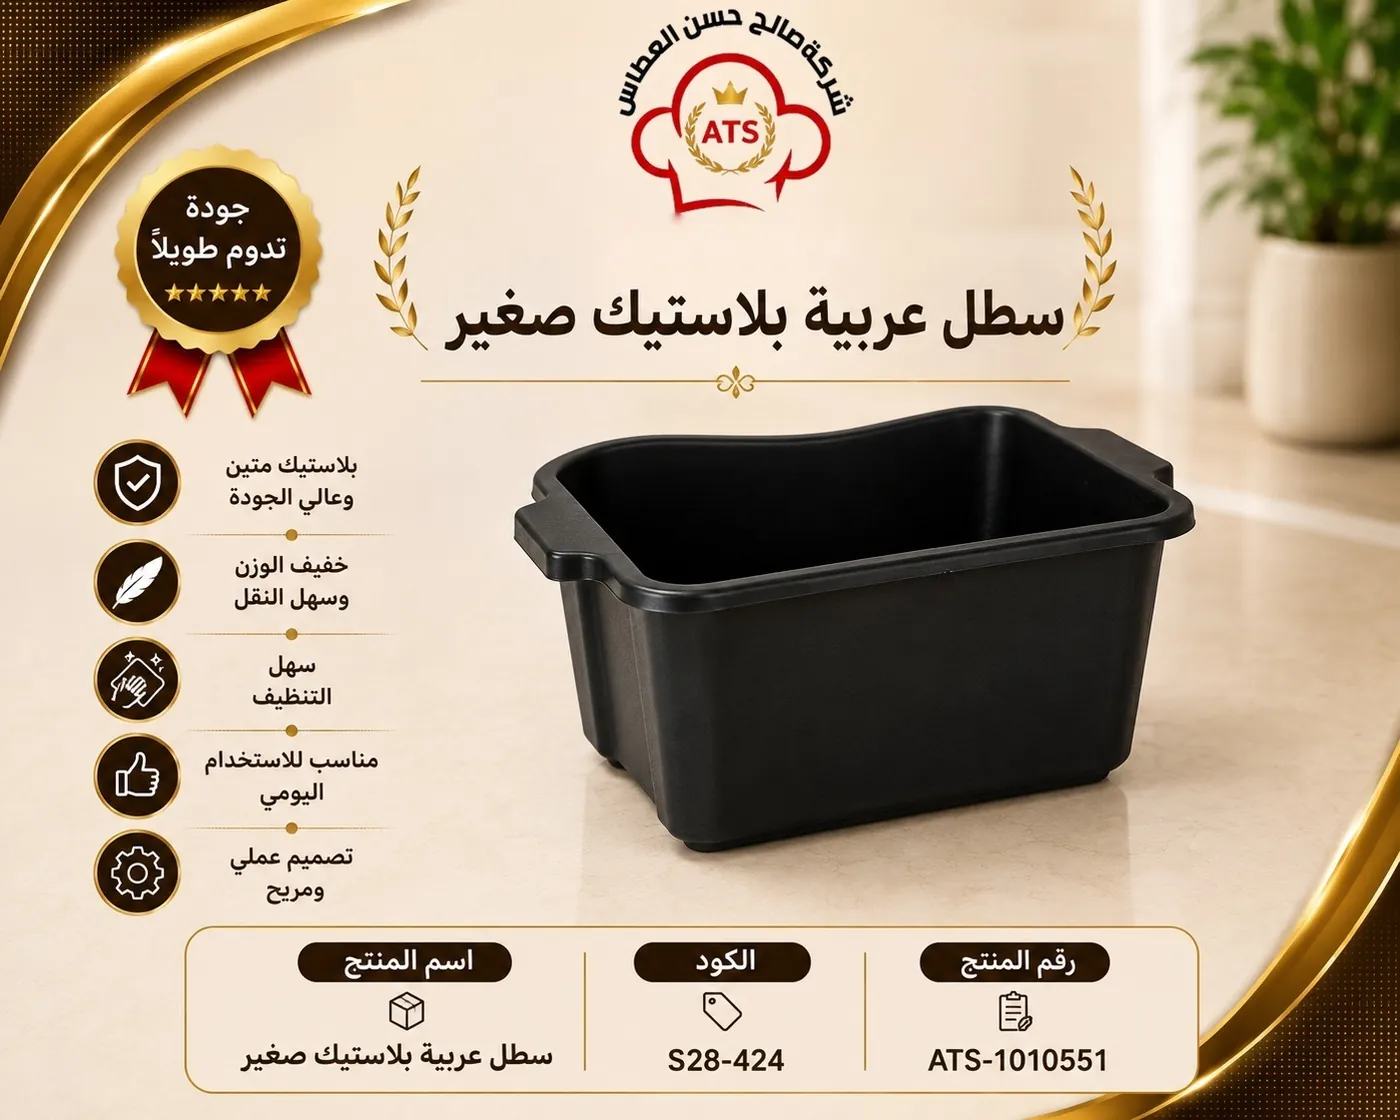 شركة صالح حسن العطاس
ATS
جودة
تدوم طويلاً
سطل عربية بلاستيك صغير
بلاستيك متين
وعالي الجودة
خفيف الوزن
وسهل النقل
سهل
التنظيف
مناسب للاستخدام
اليومي
تصميم عملي
ومريح
رقم المنتج
ATS-1010551
الكود
S28-424
اسم المنتج
سطل عربية بلاستيك صغير